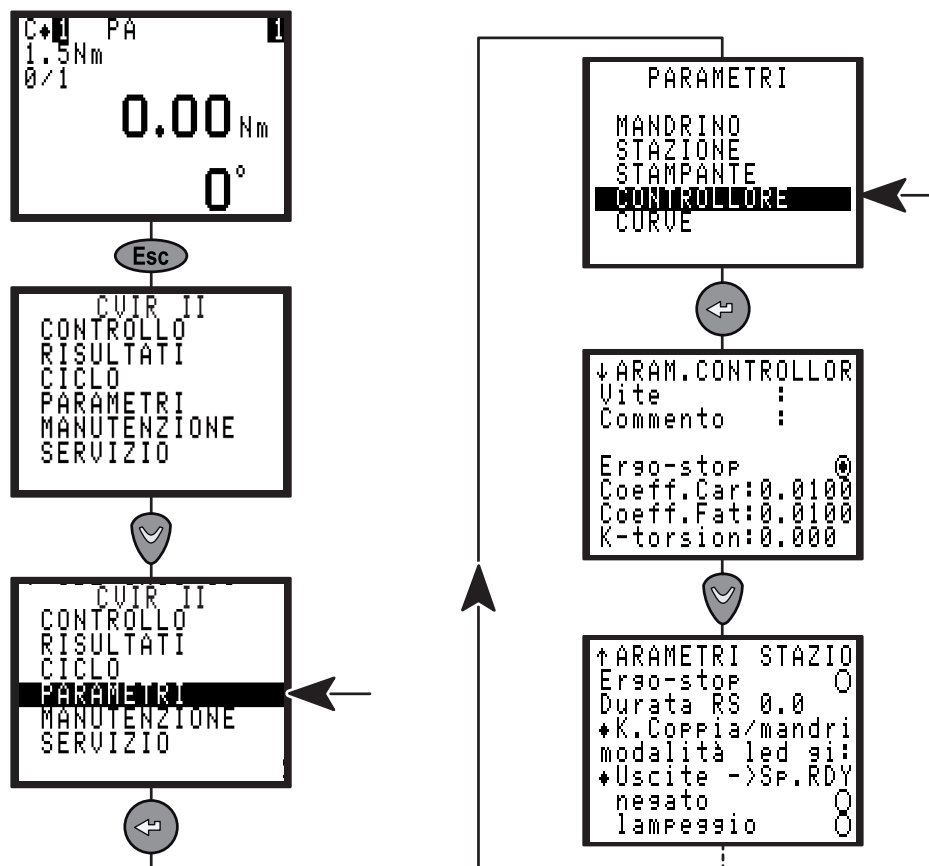 C♦1 PA 1
1.5Nm
0/1
0.00 Nm
0°
Esc
CVIR II
CONTROLLO
RISULTATI
CICLO
PARAMETRI
MANUTENZIONE
SERVIZIO
CVIR II
CONTROLLO
RISULTATI
CICLO
PARAMETRI
MANUTENZIONE
SERVIZIO
PARAMETRI
MANDRINO
STAZIONE
STAMPANTE
CONTROLLORE
CURVE
↓ARAM.CONTROLLOR
Vite :
Commento :
Ergo-stop
Coeff.Car:0.0100
Coeff.Fat:0.0100
K-torsion:0.000
↑ARAMETRI STAZIO
Ergo-stop
Durata RS 0.0
♦K.Coppia/mandri
modalità led gi:
♦Uscite ->Sp.RDY
negato
lampeggio